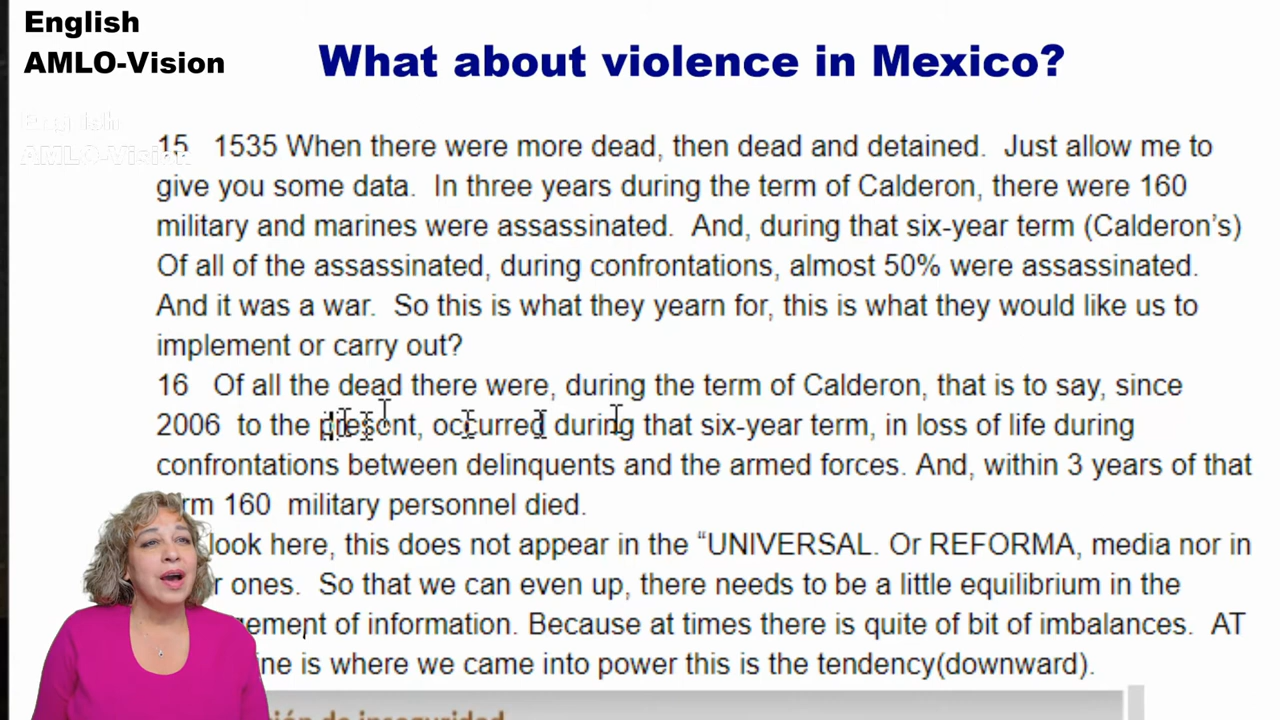 English
AMLO-Vision
What about violence in Mexico?
English
AMLO-Vision
15 1535 When there were more dead, then dead and detained. Just allow me to
give you some data. In three years during the term of Calderon, there were 160
military and marines were assassinated. And, during that six-year term (Calderon's)
Of all of the assassinated, during confrontations, almost 50% were assassinated.
And it was a war. So this is what they yearn for, this is what they would like us to
implement or carry out?
16 Of all the dead there were, during the term of Calderon, that is to say, since
2006 to the present, occurred during that six-year term, in loss of life during
confrontations between delinquents and the armed forces. And, within 3 years of that
160 military personnel died.
look here, this does not appear in the “UNIVERSAL. Or REFORMA, media nor in
ones. So that we can even up, there needs to be a little equilibrium in the
of information. Because at times there is quite of bit of imbalances. AT
is where we came into power this is the tendency(downward).